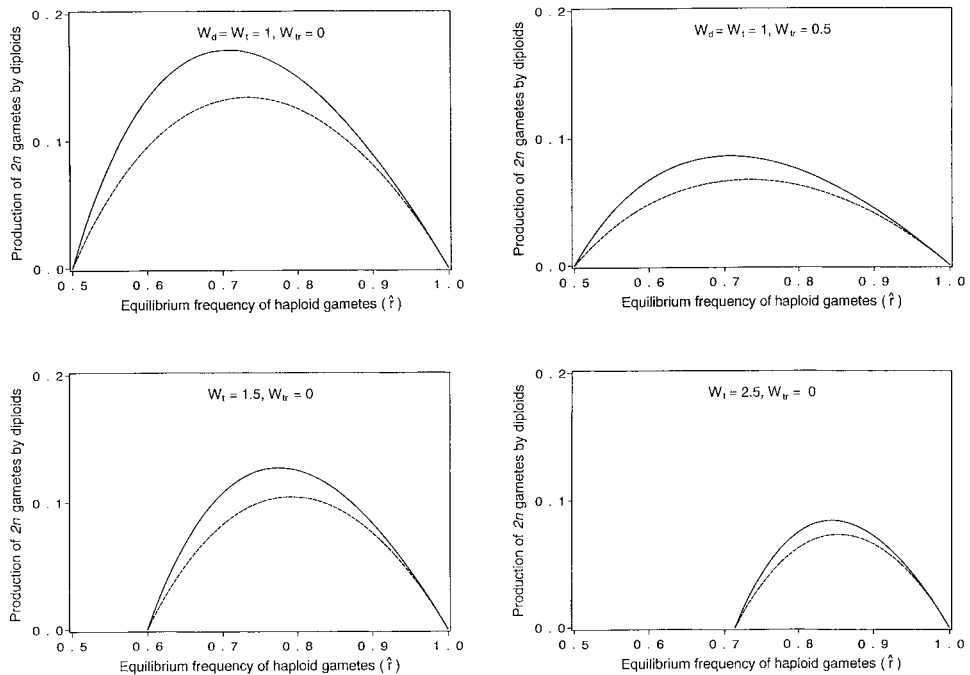 0.2
W_d = W_t = 1, W_tr = 0
Production of 2n gametes by diploids
0.1
0.0
0.5 0.6 0.7 0.8 0.9 1.0
Equilibrium frequency of haploid gametes (r̂)
0.2
W_d = W_t = 1, W_tr = 0.5
Production of 2n gametes by diploids
0.1
0.0
0.5 0.6 0.7 0.8 0.9 1.0
Equilibrium frequency of haploid gametes (r̂)
0.2
W_t = 1.5, W_tr = 0
Production of 2n gametes by diploids
0.1
0.0
0.5 0.6 0.7 0.8 0.9 1.0
Equilibrium frequency of haploid gametes (r̂)
0.2
W_t = 2.5, W_tr = 0
Production of 2n gametes by diploids
0.1
0.0
0.5 0.6 0.7 0.8 0.9 1.0
Equilibrium frequency of haploid gametes (r̂)